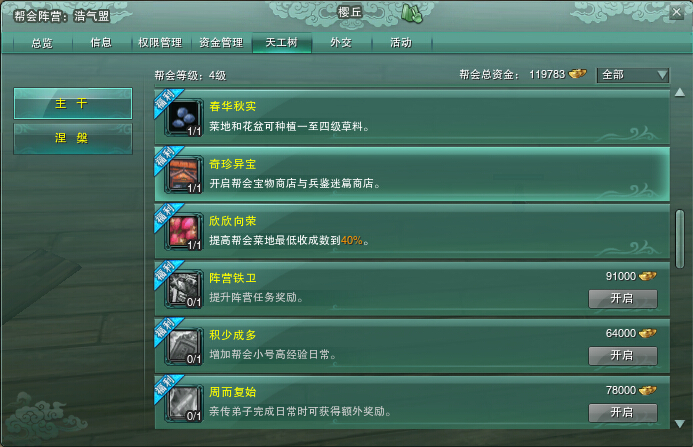 樱丘
帮会阵营：浩气盟
总览 信息 权限管理 资金管理 天工树 外交 活动
帮会等级：4级 帮会总资金： 119783 全部
主 干
涅 槃
福利
春华秋实
菜地和花盆可种植一至四级草料。
1/1
福利
奇珍异宝
开启帮会宝物商店与兵鉴迷篇商店。
1/1
福利
欣欣向荣
提高帮会菜地最低收成数到40%。
1/1
福利
阵营铁卫 91000
提升阵营任务奖励。 开启
0/1
福利
积少成多 64000
增加帮会小号高经验日常。 开启
0/1
福利
周而复始 78000
亲传弟子完成日常时可获得额外奖励。 开启
0/1